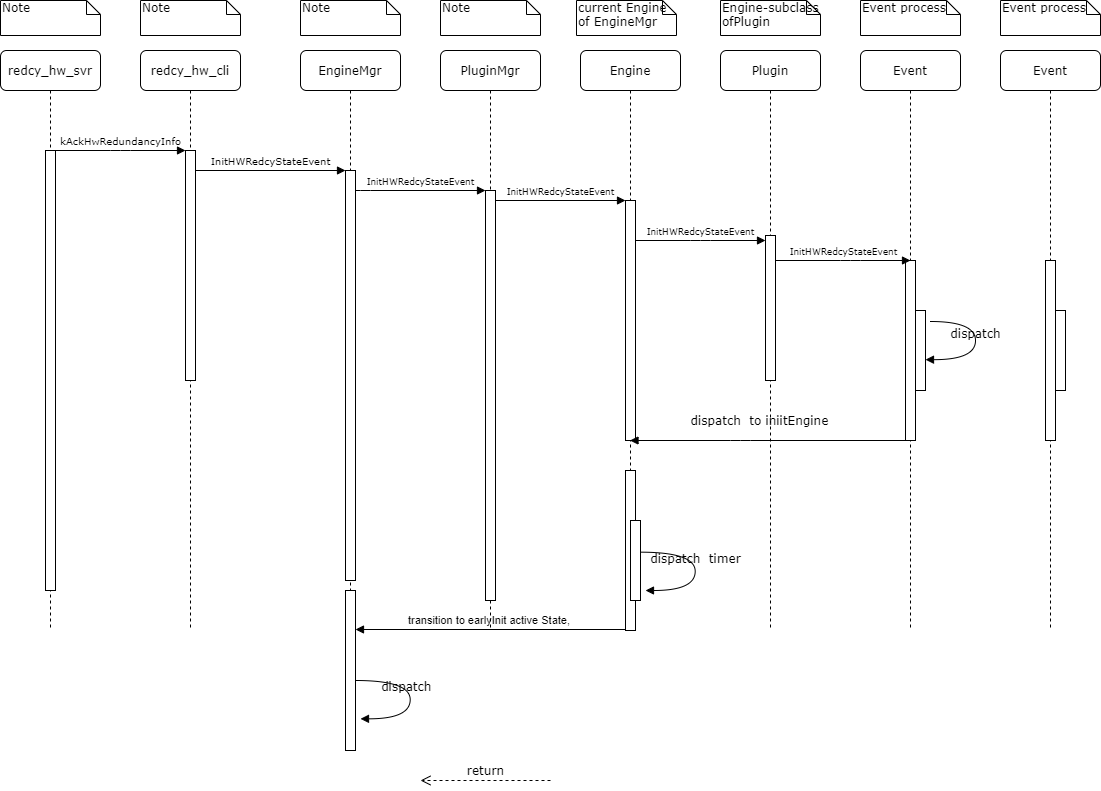 Note
Note
Note
Note
current Engine
of EngineMgr
Engine-subclass
ofPlugin
Event process
Event process
redcy_hw_svr
redcy_hw_cli
EngineMgr
PluginMgr
Engine
Plugin
Event
Event
kAckHwRedundancyInfo
InitHWRedcyStateEvent
InitHWRedcyStateEvent
InitHWRedcyStateEvent
InitHWRedcyStateEvent
InitHWRedcyStateEvent
dispatch
dispatch  to iniitEngine
dispatch  timer
transition to earlyInit active State,
dispatch
return